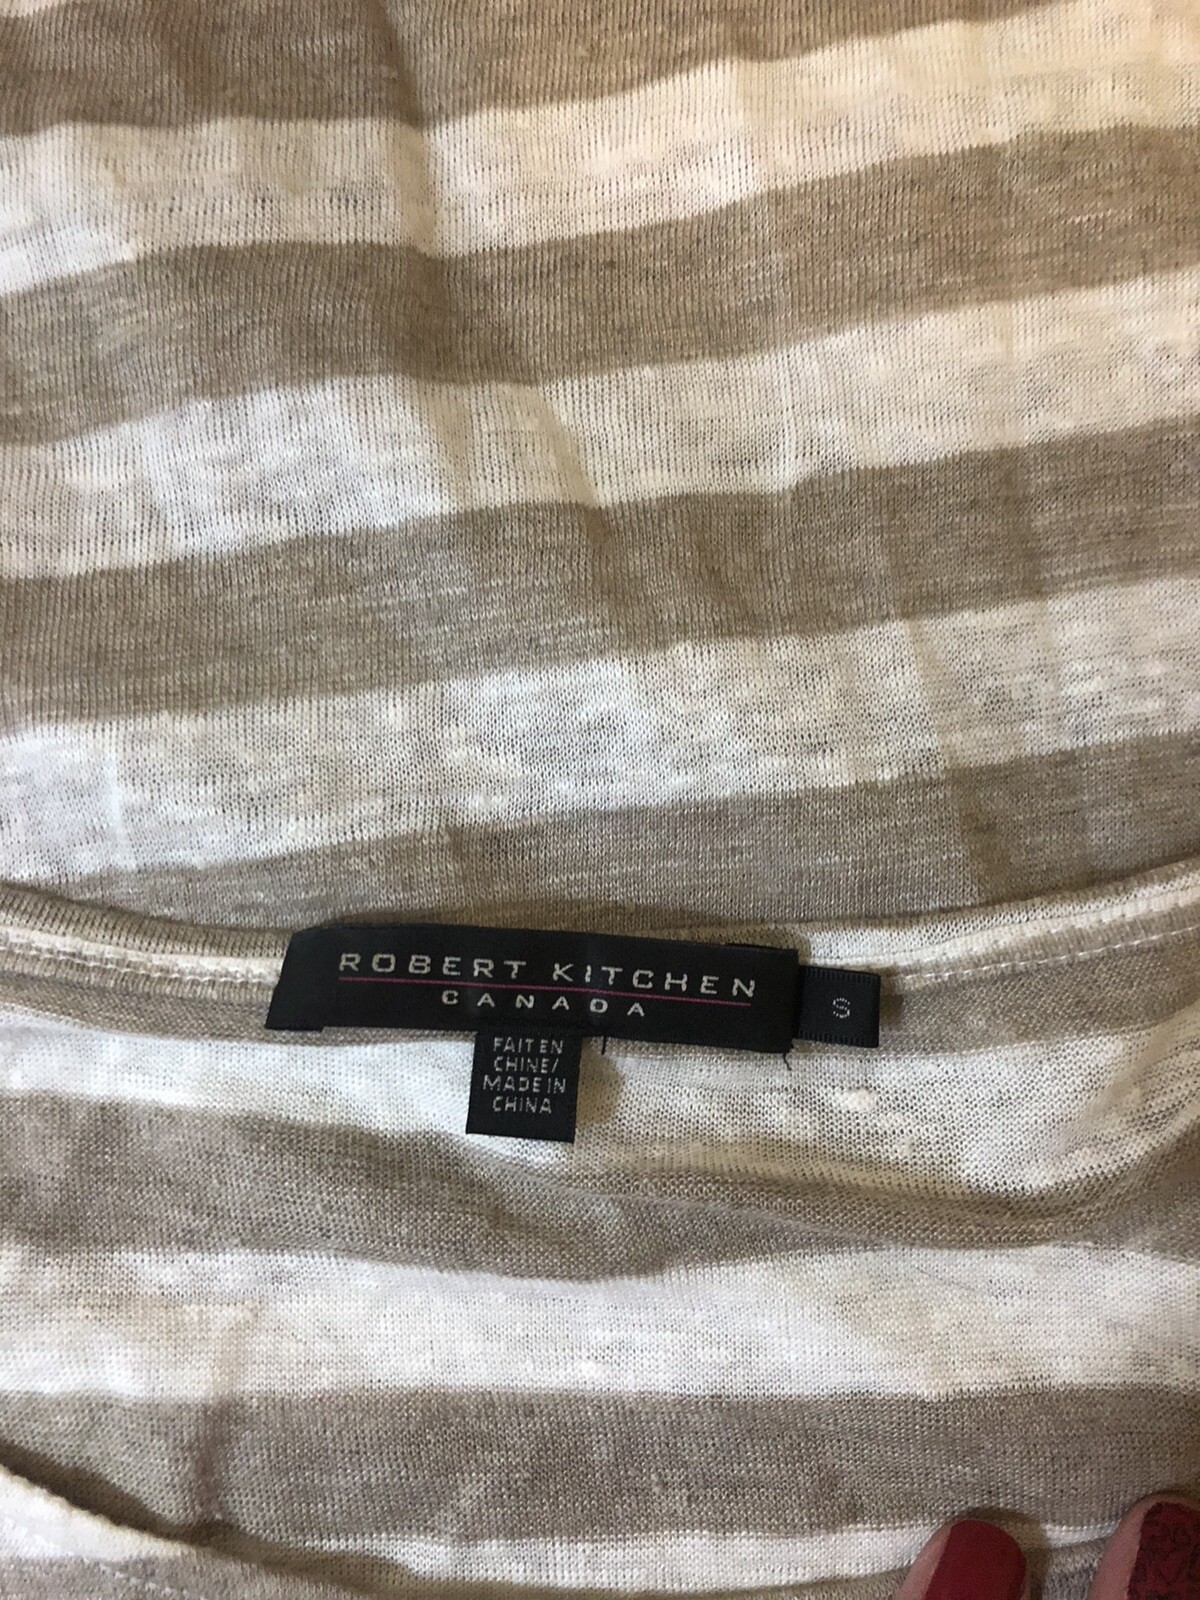 ROBERT KITCHEN
CANADA
S
FAIT EN
CHINE/
MADE IN
CHINA